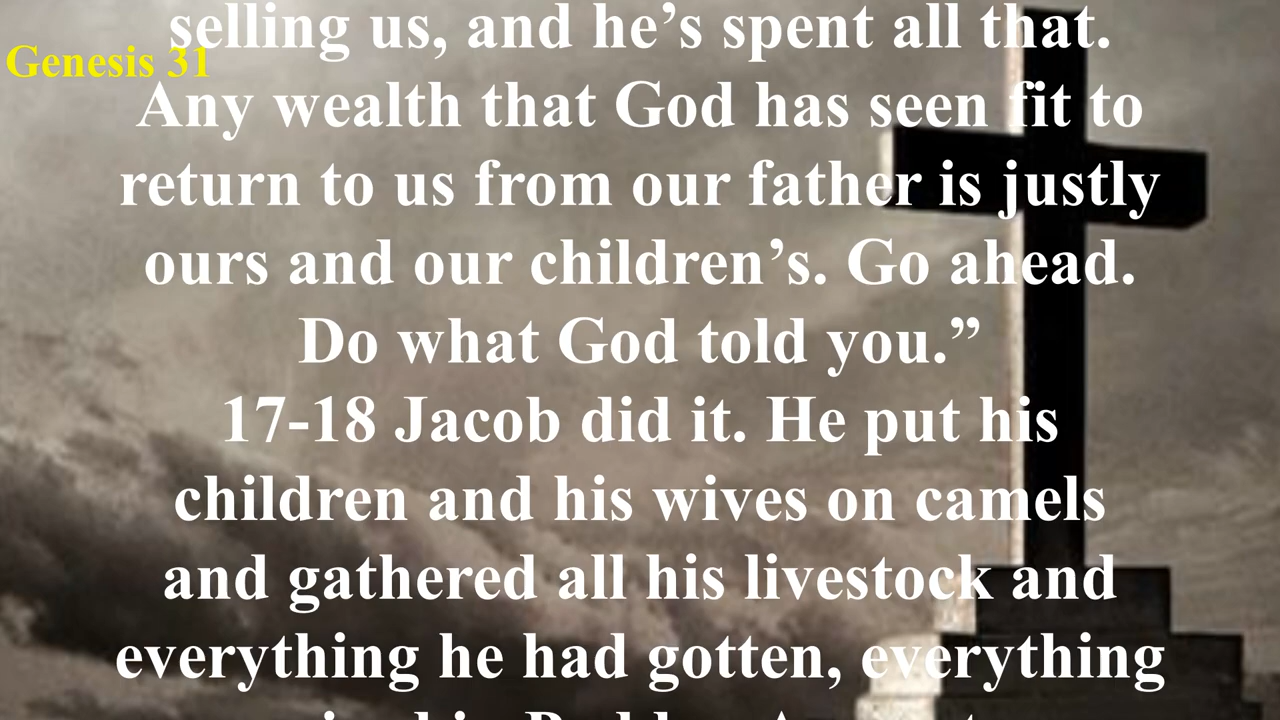 selling us, and he’s spent all that.
Genesis 31
Any wealth that God has seen fit to
return to us from our father is justly
ours and our children’s. Go ahead.
Do what God told you.”
17-18 Jacob did it. He put his
children and his wives on camels
and gathered all his livestock and
everything he had gotten, everything